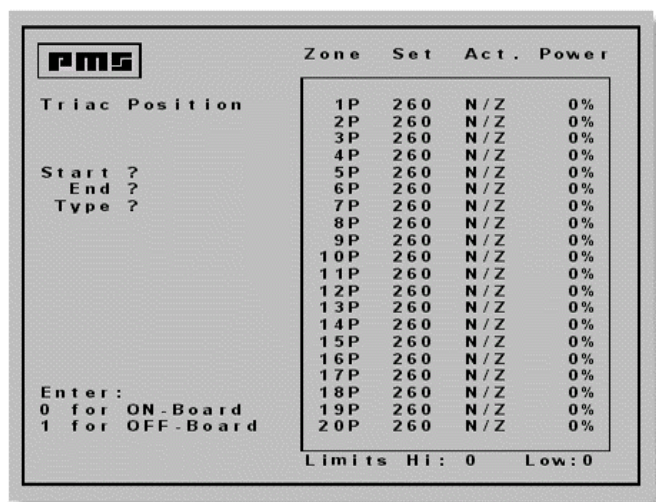 PMS
Zone Set Act. Power
Triac Position
Start ?
End ?
Type ?
Enter:
0 for ON-Board
1 for OFF-Board
1P 260 N/Z 0%
2P 260 N/Z 0%
3P 260 N/Z 0%
4P 260 N/Z 0%
5P 260 N/Z 0%
6P 260 N/Z 0%
7P 260 N/Z 0%
8P 260 N/Z 0%
9P 260 N/Z 0%
10P 260 N/Z 0%
11P 260 N/Z 0%
12P 260 N/Z 0%
13P 260 N/Z 0%
14P 260 N/Z 0%
15P 260 N/Z 0%
16P 260 N/Z 0%
17P 260 N/Z 0%
18P 260 N/Z 0%
19P 260 N/Z 0%
20P 260 N/Z 0%
Limits Hi: 0 Low:0